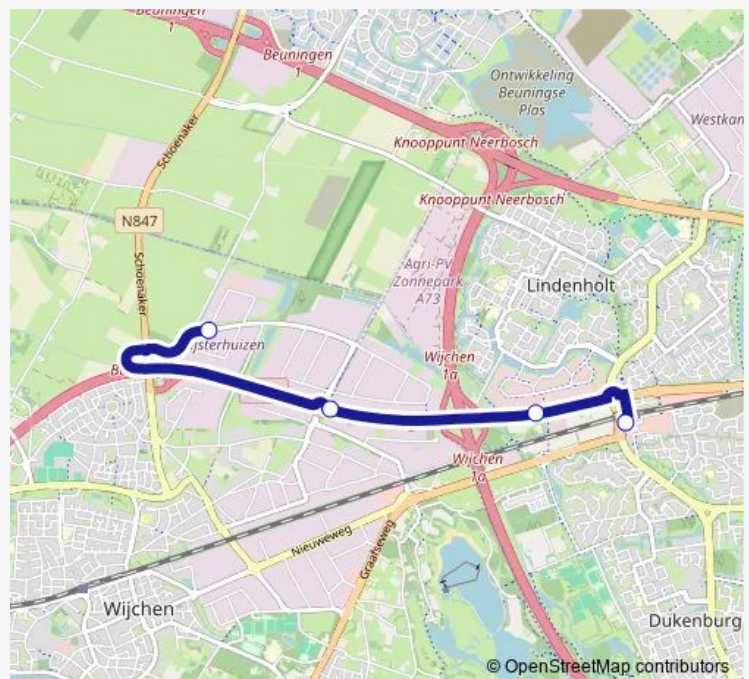 Beuningen
1
Beuningen
1
Ontwikkeling
Beuningse
Plas
Westkan
Schoenaker
Knooppunt Neerbosch
Knooppunt Neerbosch
N847
Schoenaker
Agri-PV
Zonnepark
A73
Lindenholt
ijsterhuizen
Wijchen
1a
Wijchen
1a
Nieuweweg
Graafseweg
Wijchen
Dukenburg
© OpenStreetMap contributors